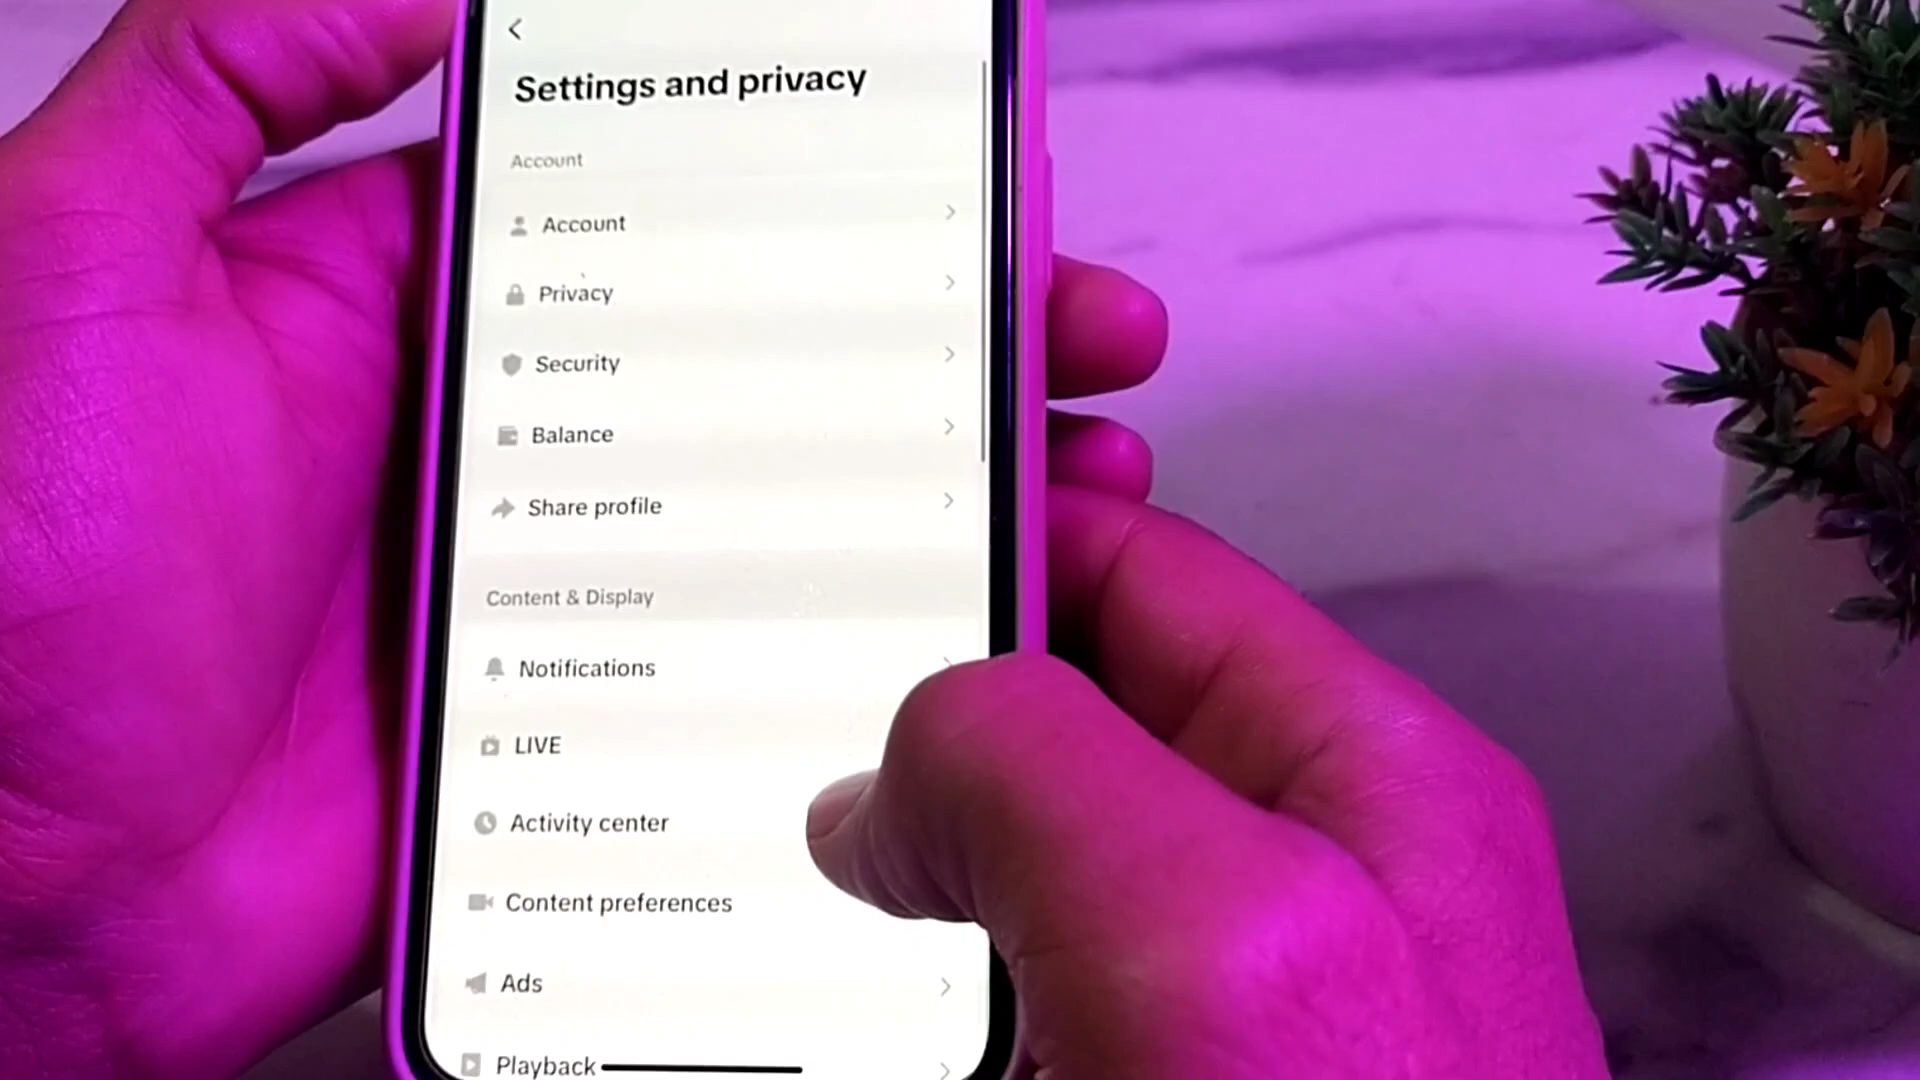 Settings and privacy
Account
Account
Privacy
Security
Balance
Share profile
Content & Display
Notifications
LIVE
Activity center
Content preferences
Ads
Playback